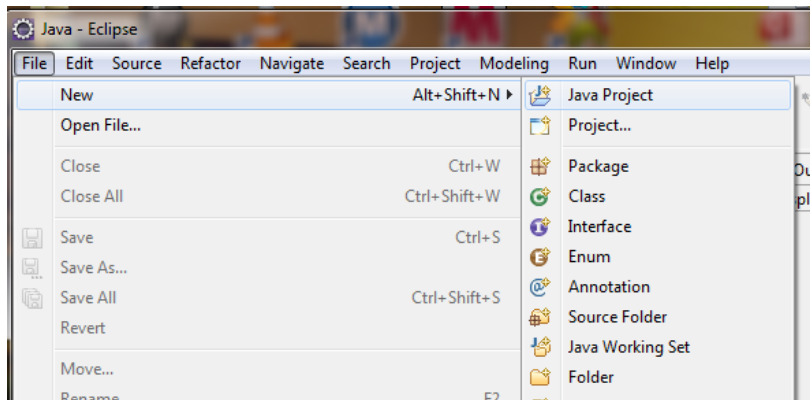 Java - Eclipse
File Edit Source Refactor Navigate Search Project Modeling Run Window Help
New Alt+Shift+N
Open File...
Close Ctrl+W
Close All Ctrl+Shift+W
Save Ctrl+S
Save As...
Save All Ctrl+Shift+S
Revert
Move...
Rename... F2
Java Project
Project...
Package
Class
Interface
Enum
Annotation
Source Folder
Java Working Set
Folder